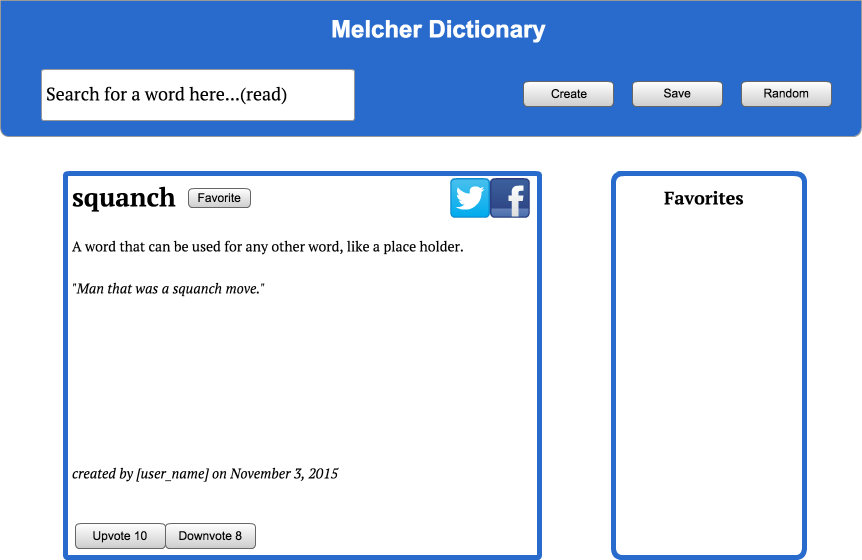 Melcher Dictionary
Search for a word here...(read)
Create
Save
Random
squanch
Favorite
A word that can be used for any other word, like a place holder.
"Man that was a squanch move."
created by [user_name] on November 3, 2015
Upvote 10
Downvote 8
Favorites